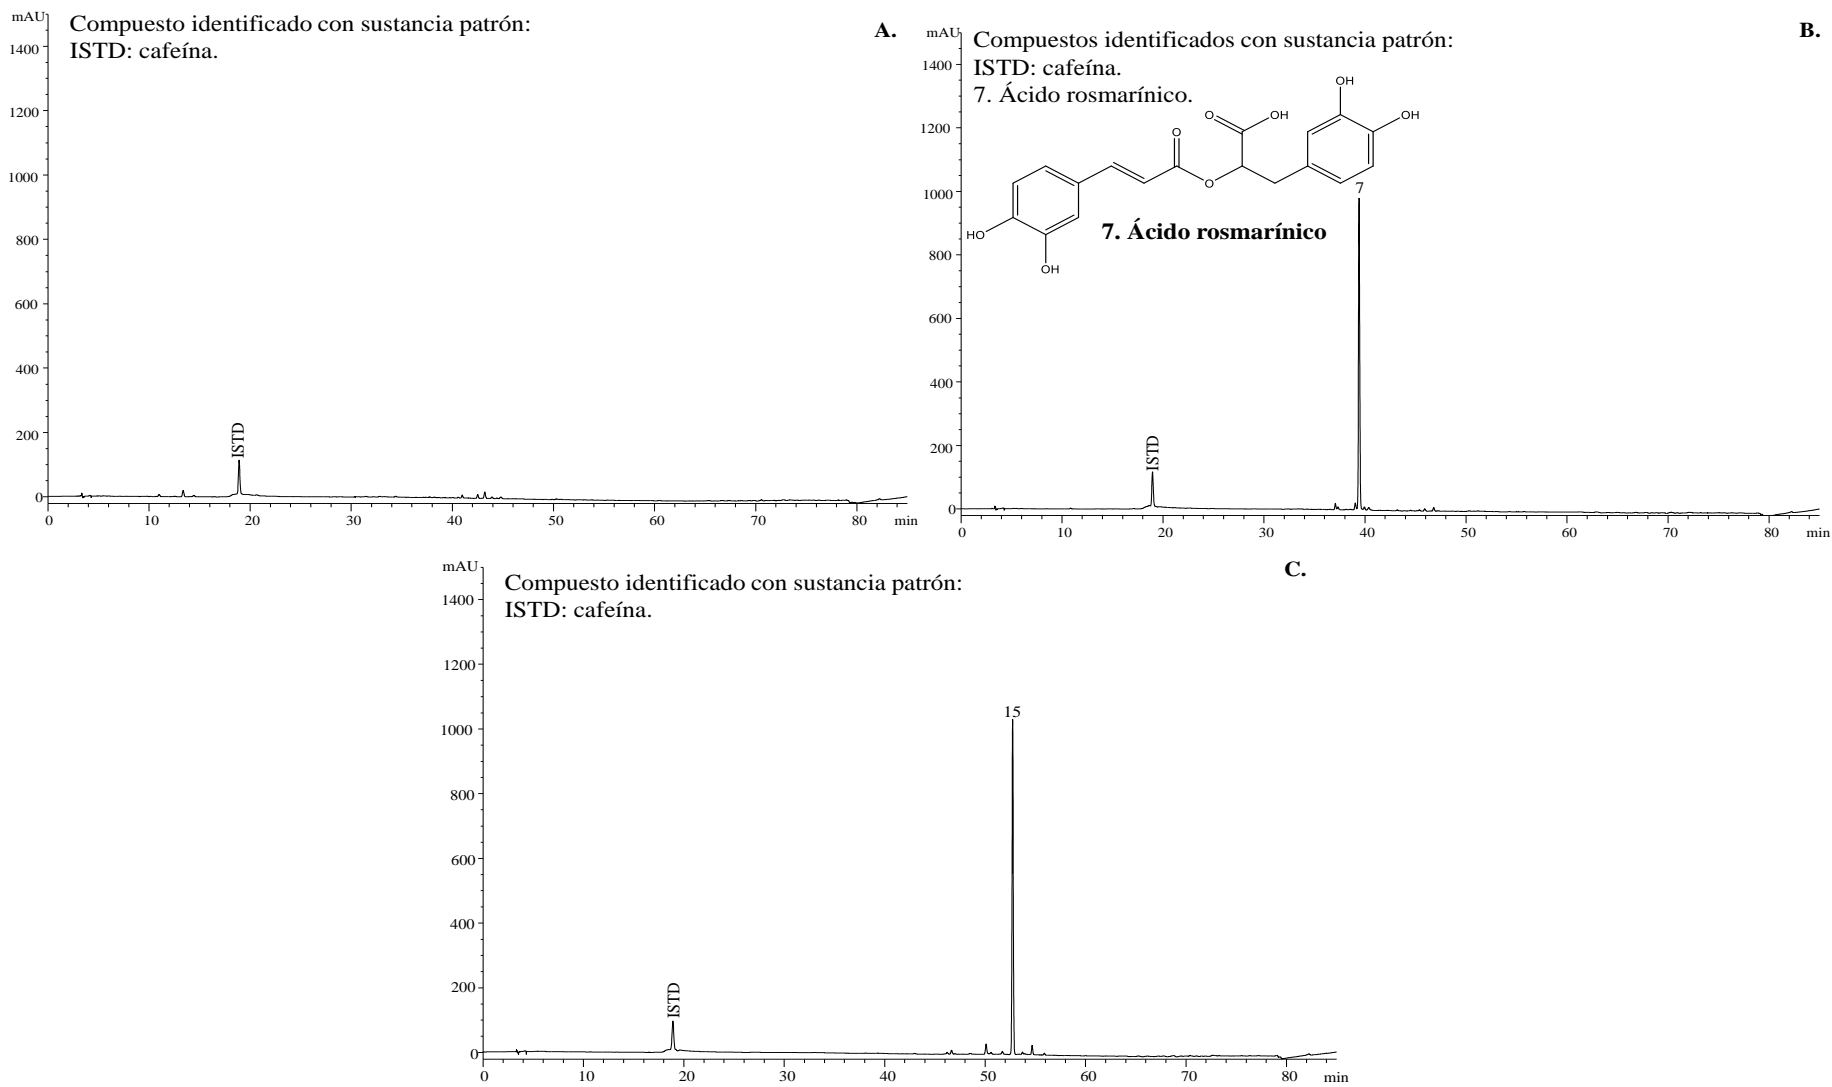 mAU
Compuesto identificado con sustancia patrón:
ISTD: cafeína.
A.
1400
1200
1000
800
600
400
200
0
ISTD
0 10 20 30 40 50 60 70 80 min
mAU
Compuestos identificados con sustancia patrón:
ISTD: cafeína.
7. Ácido rosmarínico.
B.
1400
1200
1000
800
600
400
200
0
OH
OH
O
OH
O
O
HO
OH
7. Ácido rosmarínico
7
ISTD
0 10 20 30 40 50 60 70 80 min
mAU
Compuesto identificado con sustancia patrón:
ISTD: cafeína.
C.
1400
1200
1000
800
600
400
200
0
15
ISTD
0 10 20 30 40 50 60 70 80 min